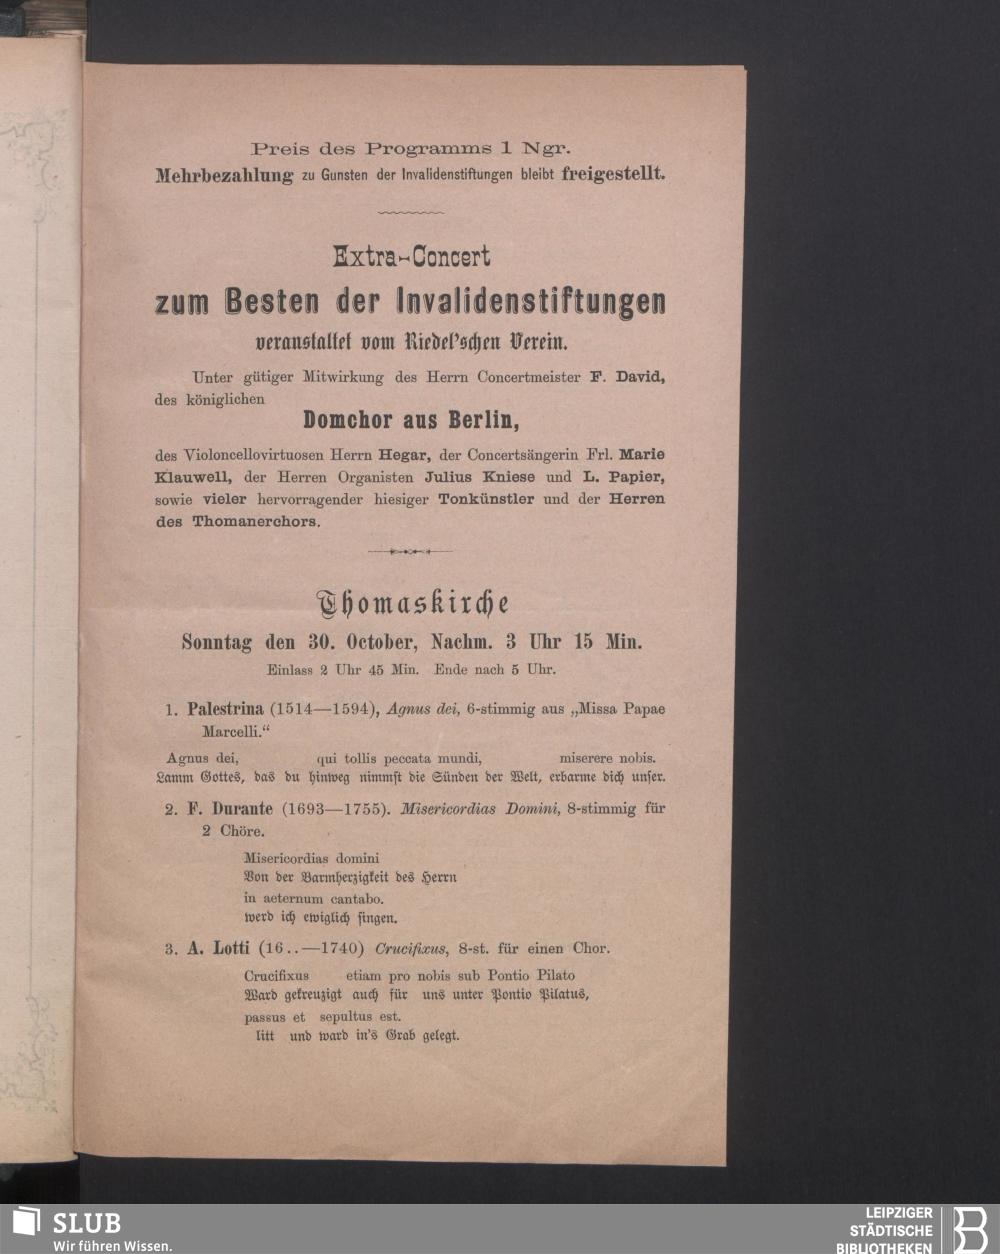 Preis des Programms 1 Ngr.
Mehrbezahlung zu Gunsten der Invalidenstiftungen bleibt freigestellt.
Extra-Concert
zum Besten der Invalidenstiftungen
veranstaltet vom Riedel'schen Verein.
Unter gütiger Mitwirkung des Herrn Concertmeister F. David,
des königlichen
Domchor aus Berlin,
des Violoncellovirtuosen Herrn Hegar, der Concertsängerin Frl. Marie
Klauwell, der Herren Organisten Julius Kniese und L. Papier,
sowie vieler hervorragender hiesiger Tonkünstler und der Herren
des Thomanerchors.
Thomaskirche
Sonntag den 30. October, Nachm. 3 Uhr 15 Min.
Einlass 2 Uhr 45 Min. Ende nach 5 Uhr.
1. Palestrina (1514—1594), Agnus dei, 6-stimmig aus „Missa Papae
Marcelli.“
Agnus dei, qui tollis peccata mundi, miserere nobis.
Lamm Gottes, das du hinweg nimmst die Sünden der Welt, erbarme dich unser.
2. F. Durante (1693—1755). Misericordias Domini, 8-stimmig für
2 Chöre.
Misericordias domini
Von der Barmherzigkeit des Herrn
in aeternum cantabo.
werd ich ewiglich singen.
3. A. Lotti (16..—1740) Crucifixus, 8-st. für einen Chor.
Crucifixus etiam pro nobis sub Pontio Pilato
Ward gekreuzigt auch für uns unter Pontio Pilatus,
passus et sepultus est.
litt und ward in's Grab gelegt.
SLUB
Wir führen Wissen.
LEIPZIGER
STÄDTISCHE
BIBLIOTHEKEN